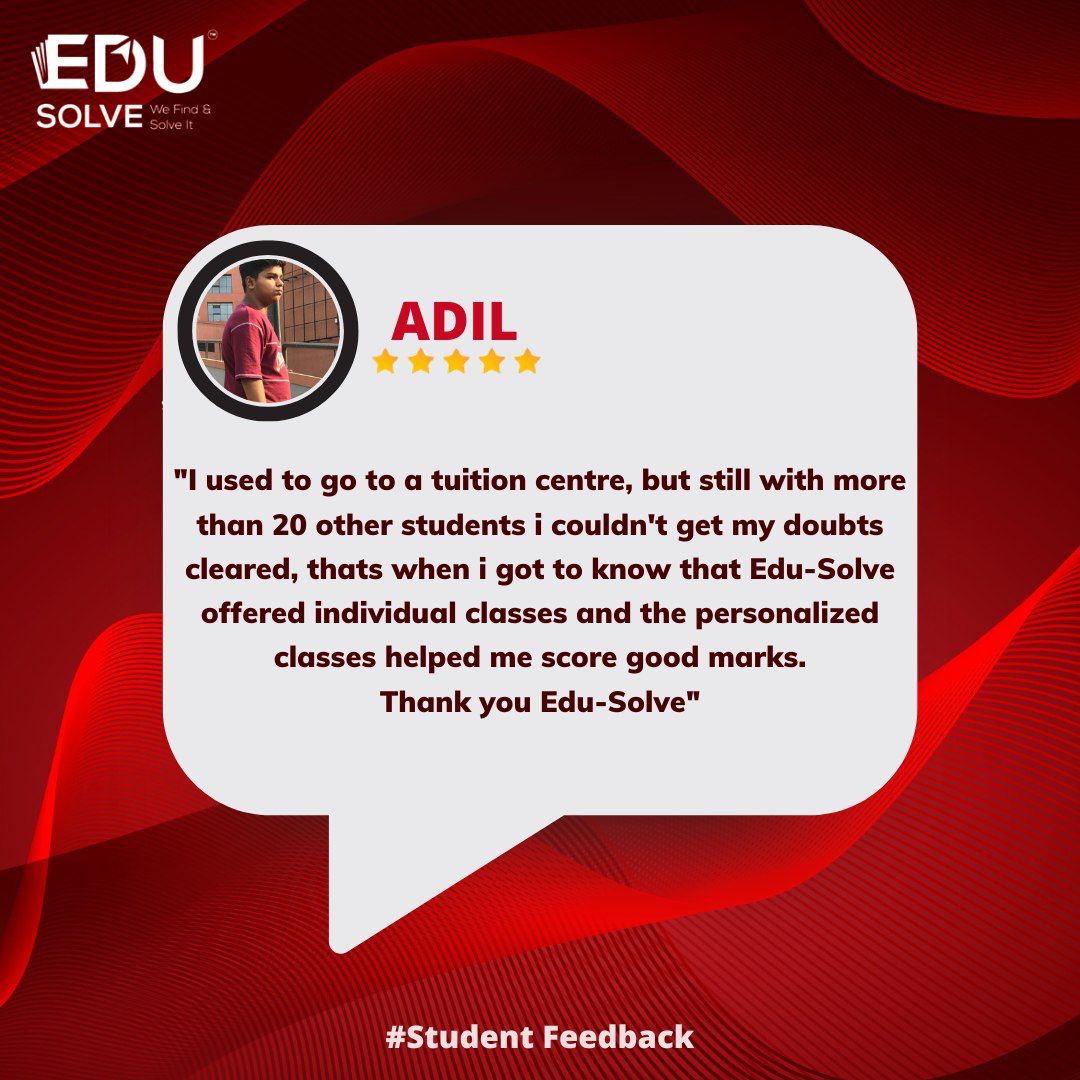 EDU
SOLVE We Find &
Solve It
ADIL
"I used to go to a tuition centre, but still with more
than 20 other students i couldn't get my doubts
cleared, thats when i got to know that Edu-Solve
offered individual classes and the personalized
classes helped me score good marks.
Thank you Edu-Solve"
#Student Feedback